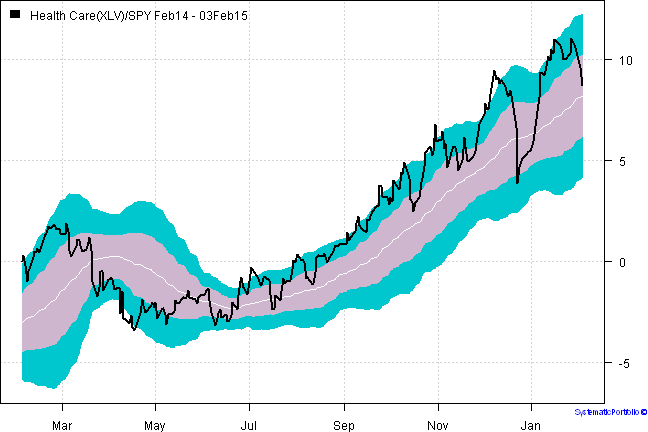 Health Care(XLV)/SPY Feb14 - 03Feb15
10
5
0
-5
Mar May Jul Sep Nov Jan
SystematicPortfolio ©